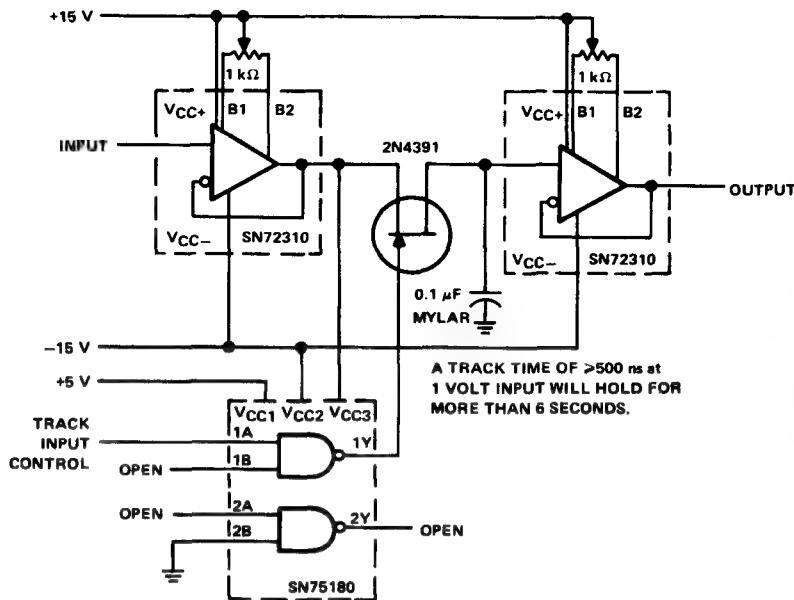 +15 V
1 kΩ
1 kΩ
VCC+ B1 B2
VCC+ B1 B2
INPUT
2N4391
OUTPUT
VCC- SN72310
VCC- SN72310
0.1 μF
MYLAR
-15 V
+5 V
A TRACK TIME OF ≥500 ns at
1 VOLT INPUT WILL HOLD FOR
MORE THAN 6 SECONDS.
VCC1 VCC2 VCC3
TRACK
INPUT
CONTROL
1A
1Y
1B
OPEN
OPEN
2A
2Y
OPEN
2B
SN75180